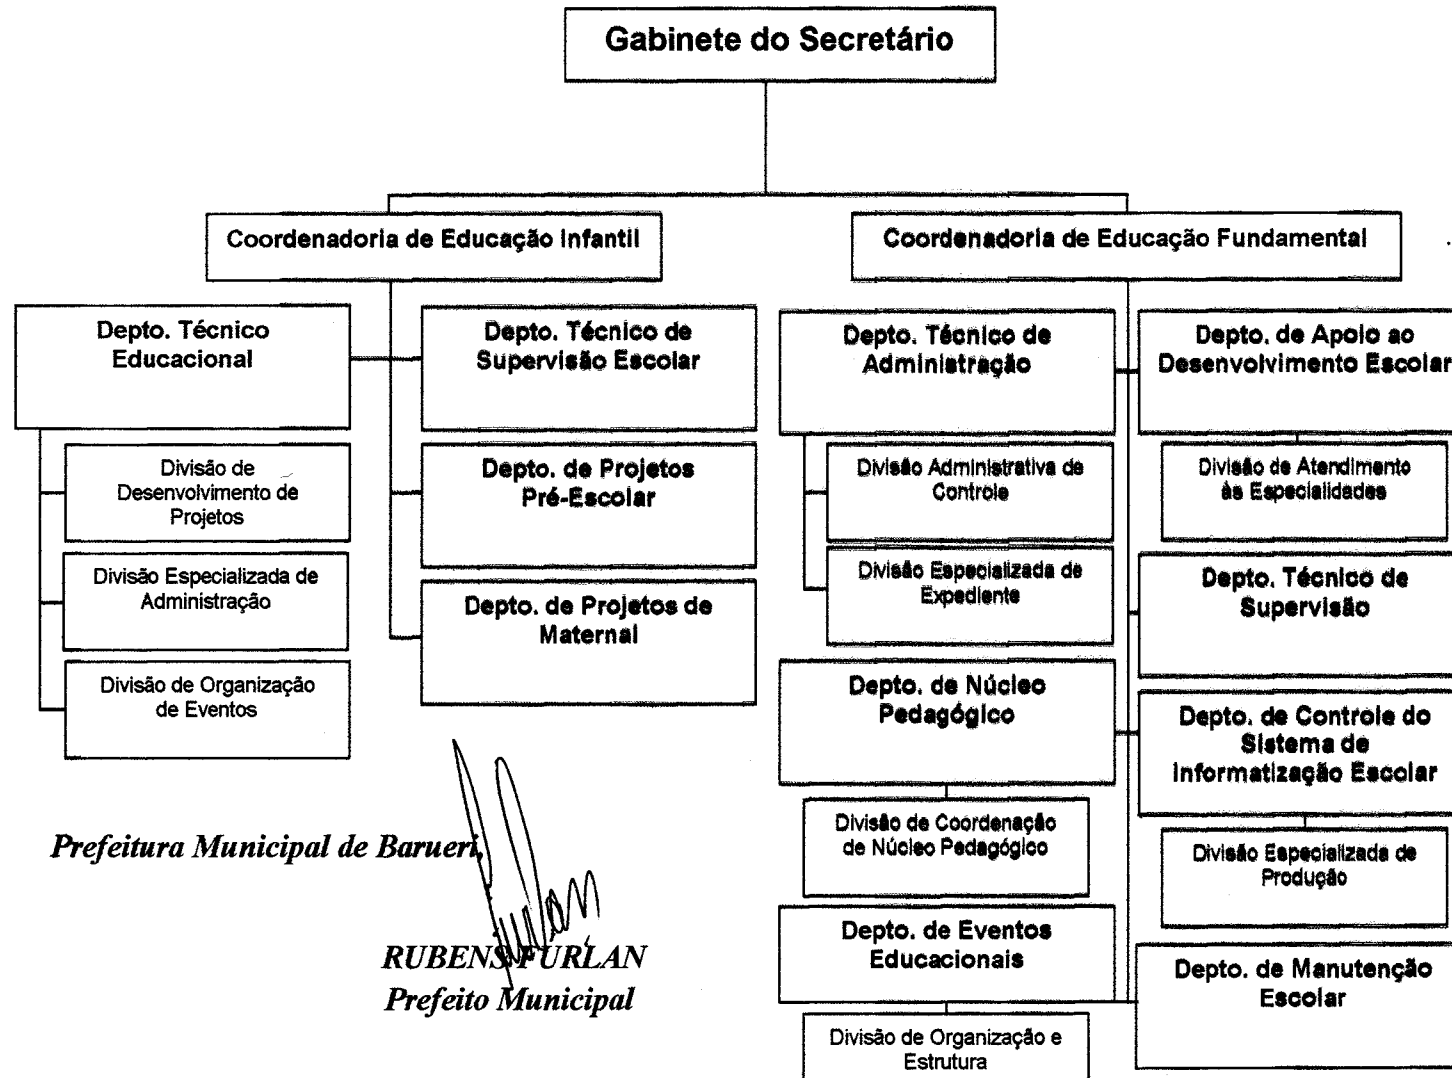 Gabinete do Secretário
Coordenadoria de Educação Infantil
Coordenadoria de Educação Fundamental
Depto. Técnico
Educacional
Depto. Técnico de
Supervisão Escolar
Divisão de
Desenvolvimento de
Projetos
Depto. de Projetos
Pré-Escolar
Divisão Especializada de
Administração
Depto. de Projetos de
Maternal
Divisão de Organização
de Eventos
Depto. Técnico de
Administração
Depto. de Apoio ao
Desenvolvimento Escolar
Divisão Administrativa de
Controle
Divisão de Atendimento
às Especialidades
Divisão Especializada de
Expediente
Depto. Técnico de
Supervisão
Depto. de Núcleo
Pedagógico
Depto. de Controle do
Sistema de
Informatização Escolar
Divisão de Coordenação
de Núcleo Pedagógico
Divisão Especializada de
Produção
Depto. de Eventos
Educacionais
Depto. de Manutenção
Escolar
Divisão de Organização e
Estrutura
Prefeitura Municipal de Barueri,
RUBENS FURLAN
Prefeito Municipal